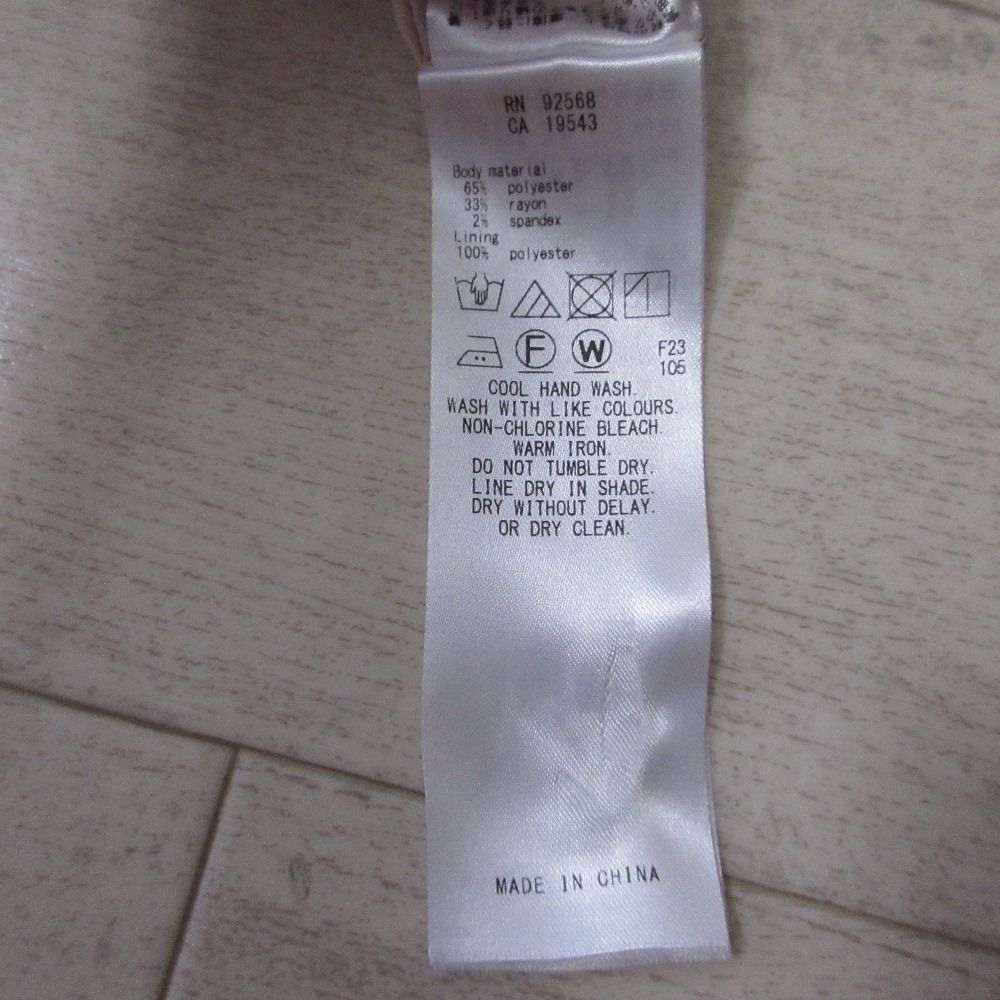 RN 92568
CA 19543
Body material
65% polyester
33% rayon
2% spandex
Lining
100% polyester
F W F23
105
COOL HAND WASH.
WASH WITH LIKE COLOURS.
NON-CHLORINE BLEACH.
WARM IRON.
DO NOT TUMBLE DRY.
LINE DRY IN SHADE.
DRY WITHOUT DELAY.
OR DRY CLEAN.
MADE IN CHINA